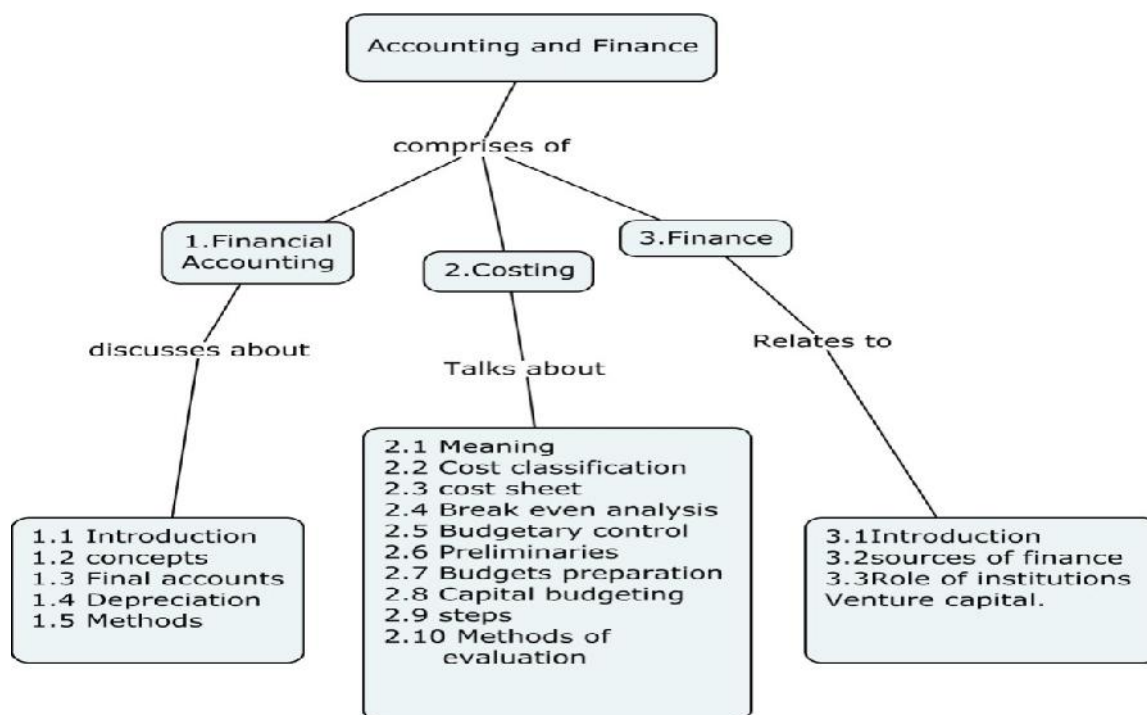 Accounting and Finance
comprises of
1.Financial
Accounting
2.Costing
3.Finance
discusses about
Talks about
Relates to
1.1 Introduction
1.2 concepts
1.3 Final accounts
1.4 Depreciation
1.5 Methods
2.1 Meaning
2.2 Cost classification
2.3 cost sheet
2.4 Break even analysis
2.5 Budgetary control
2.6 Preliminaries
2.7 Budgets preparation
2.8 Capital budgeting
2.9 steps
2.10 Methods of
evaluation
3.1Introduction
3.2sources of finance
3.3Role of institutions
Venture capital.